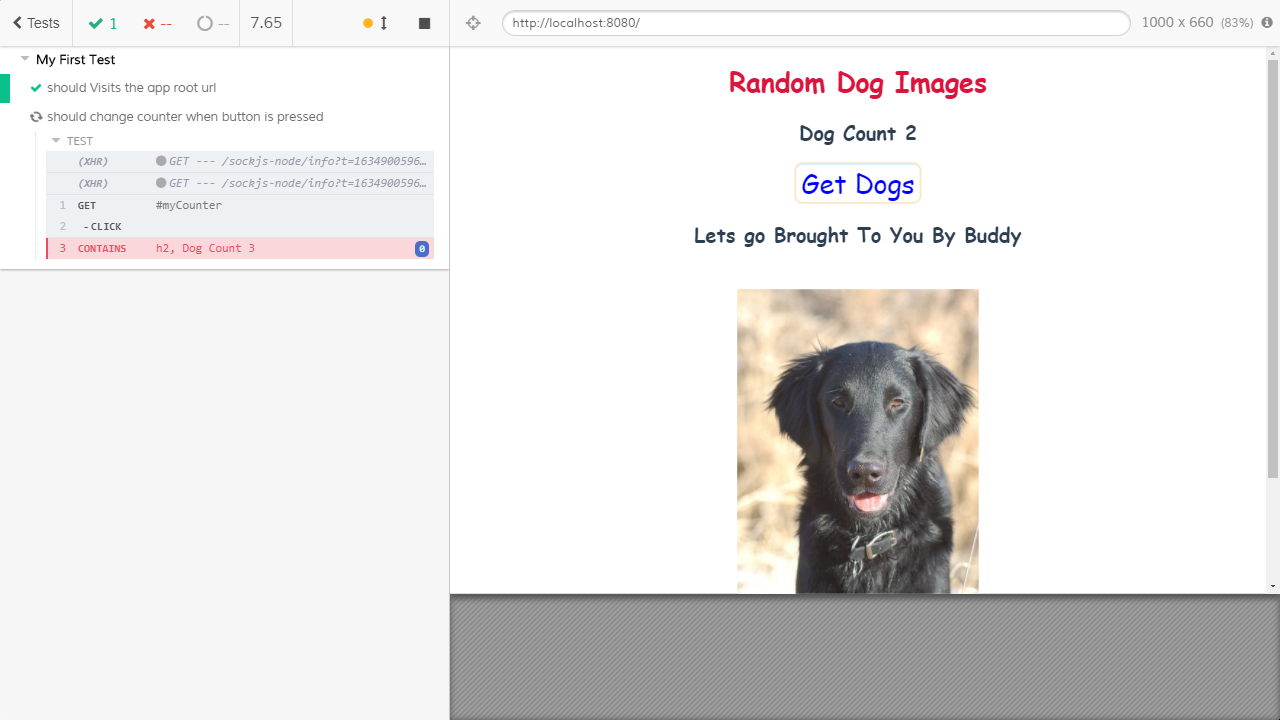 Tests 1 -- -- 7.65
http://localhost:8080/ 1000 x 660 (83%)
My First Test
should Visits the app root url
should change counter when button is pressed
TEST
(XHR) GET --- /sockjs-node/info?t=1634900596…
(XHR) GET --- /sockjs-node/info?t=1634900596…
1 GET #myCounter
2 -CLICK
3 CONTAINS h2, Dog Count 3 0
Random Dog Images
Dog Count 2
Get Dogs
Lets go Brought To You By Buddy